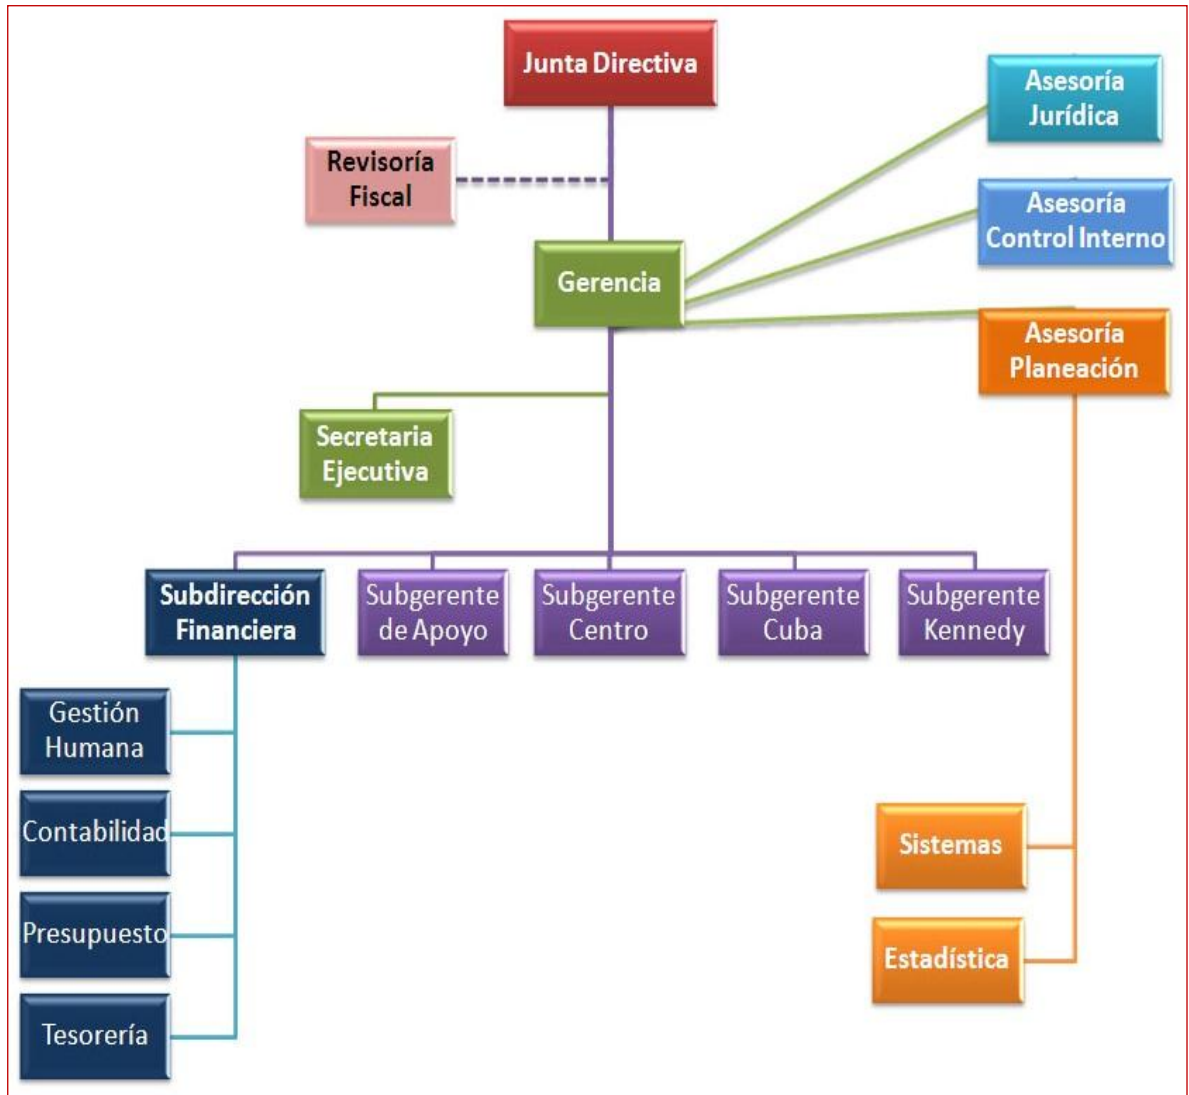 Junta Directiva
Asesoría
Jurídica
Revisoría
Fiscal
Asesoría
Control Interno
Gerencia
Asesoría
Planeación
Secretaria
Ejecutiva
Subdirección
Financiera
Subgerente
de Apoyo
Subgerente
Centro
Subgerente
Cuba
Subgerente
Kennedy
Gestión
Humana
Contabilidad
Presupuesto
Tesorería
Sistemas
Estadística